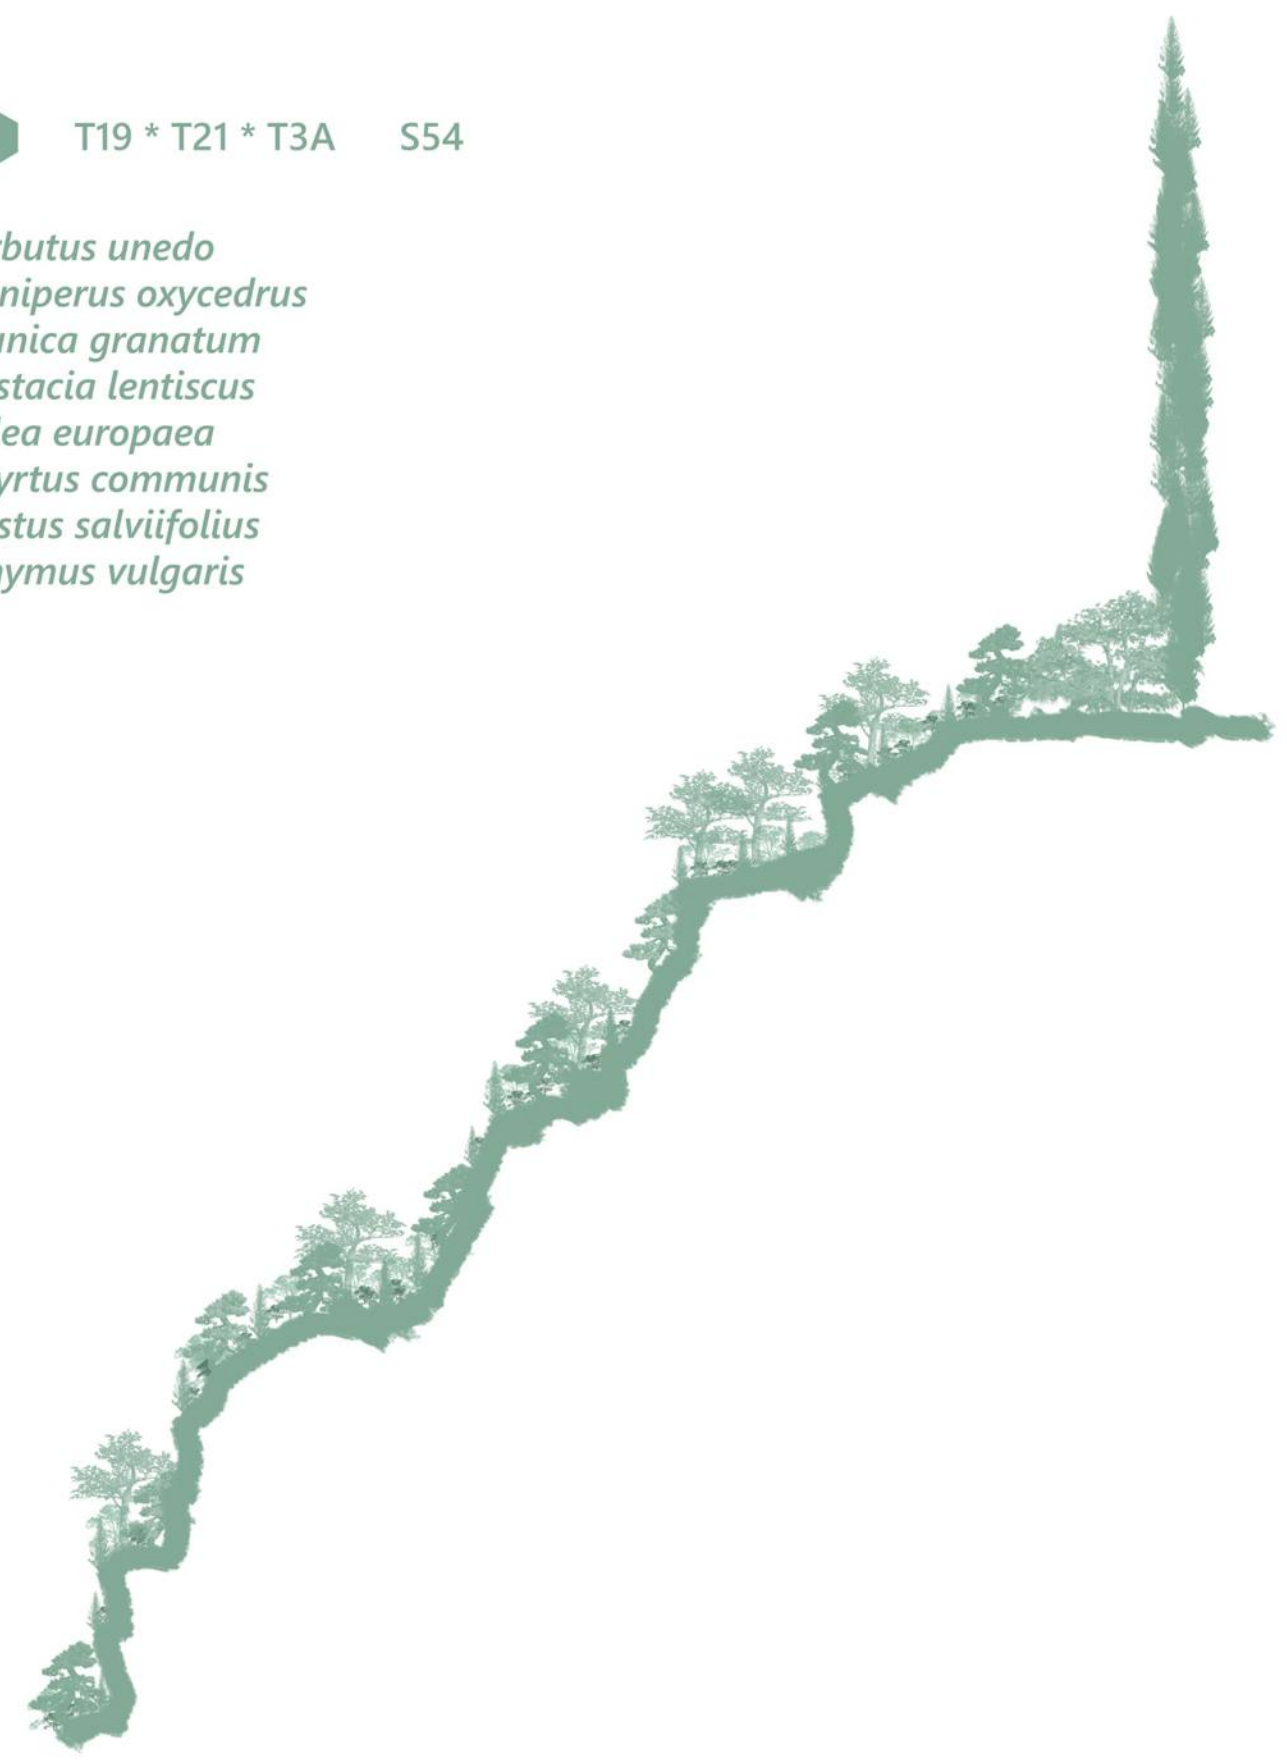 T19 * T21 * T3A S54
rbutus unedo
niperus oxycedrus
unica granatum
stacia lentiscus
lea europaea
yrtus communis
stus salviifolius
hymus vulgaris